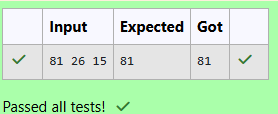 Input Expected Got
81 26 15 81 81
Passed all tests!